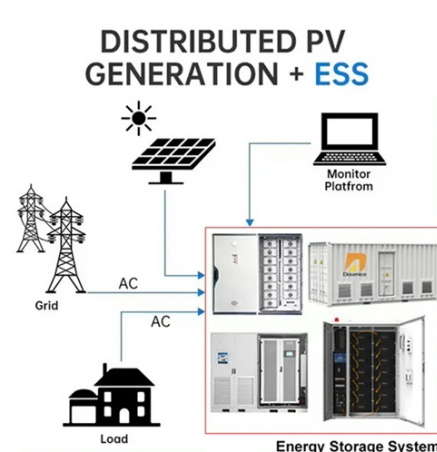 DISTRIBUTED PV
GENERATION + ESS
Monitor
Platfrom
AC
Grid
AC
Load
Energy Storage System